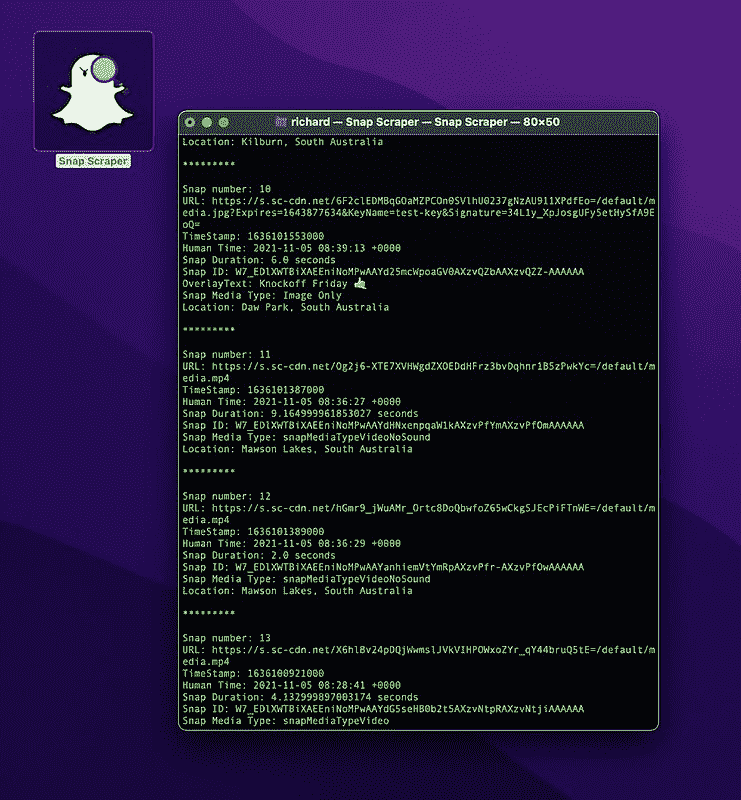 Snap Scraper
richard — Snap Scraper — Snap Scraper — 80×50
Location: Kilburn, South Australia
*********
Snap number: 10
URL: https://s.sc-cdn.net/6F2clEDMBqGOaMZPCOn0SVlhU0237gNzAU911XPdfEo=/default/m
edia.jpg?Expires=1643877634&KeyName=test-key&Signature=34L1y_XpJosgUFy5etHySfA9E
oQ=
TimeStamp: 1636101553000
Human Time: 2021-11-05 08:39:13 +0000
Snap Duration: 6.0 seconds
Snap ID: W7_EDlXWTBiXAEEniNoMPwAAYd25mcWpoaGV0AXzvQZbAAXzvQZZ-AAAAAA
OverlayText: Knockoff Friday 🤙
Snap Media Type: Image Only
Location: Daw Park, South Australia
*********
Snap number: 11
URL: https://s.sc-cdn.net/Og2j6-XTE7XVHWgdZXOEDdHFrz3bvDqhnr1B5zPwkYc=/default/m
edia.mp4
TimeStamp: 1636101387000
Human Time: 2021-11-05 08:36:27 +0000
Snap Duration: 9.164999961853027 seconds
Snap ID: W7_EDlXWTBiXAEEniNoMPwAAYdHNxenpqaW1kAXzvPfYmAXzvPfOmAAAAAA
Snap Media Type: snapMediaTypeVideoNoSound
Location: Mawson Lakes, South Australia
*********
Snap number: 12
URL: https://s.sc-cdn.net/hGmr9_jWuAMr_Ortc8DoQbwfoZ65wCkgSJEcPiFTnWE=/default/m
edia.mp4
TimeStamp: 1636101389000
Human Time: 2021-11-05 08:36:29 +0000
Snap Duration: 2.0 seconds
Snap ID: W7_EDlXWTBiXAEEniNoMPwAAYanhiemVtYmRpAXzvPfr-AXzvPfOwAAAAAA
Snap Media Type: snapMediaTypeVideoNoSound
Location: Mawson Lakes, South Australia
*********
Snap number: 13
URL: https://s.sc-cdn.net/X6hl8v24pDQjWwmslJVkVIHPOWxoZYr_qY44bruQ5tE=/default/m
edia.mp4
TimeStamp: 1636100921000
Human Time: 2021-11-05 08:28:41 +0000
Snap Duration: 4.132999897003174 seconds
Snap ID: W7_EDlXWTBiXAEEniNoMPwAAYdG5seHB0b2t5AXzvNtpRAXzvNtjiAAAAAA
Snap Media Type: snapMediaTypeVideo